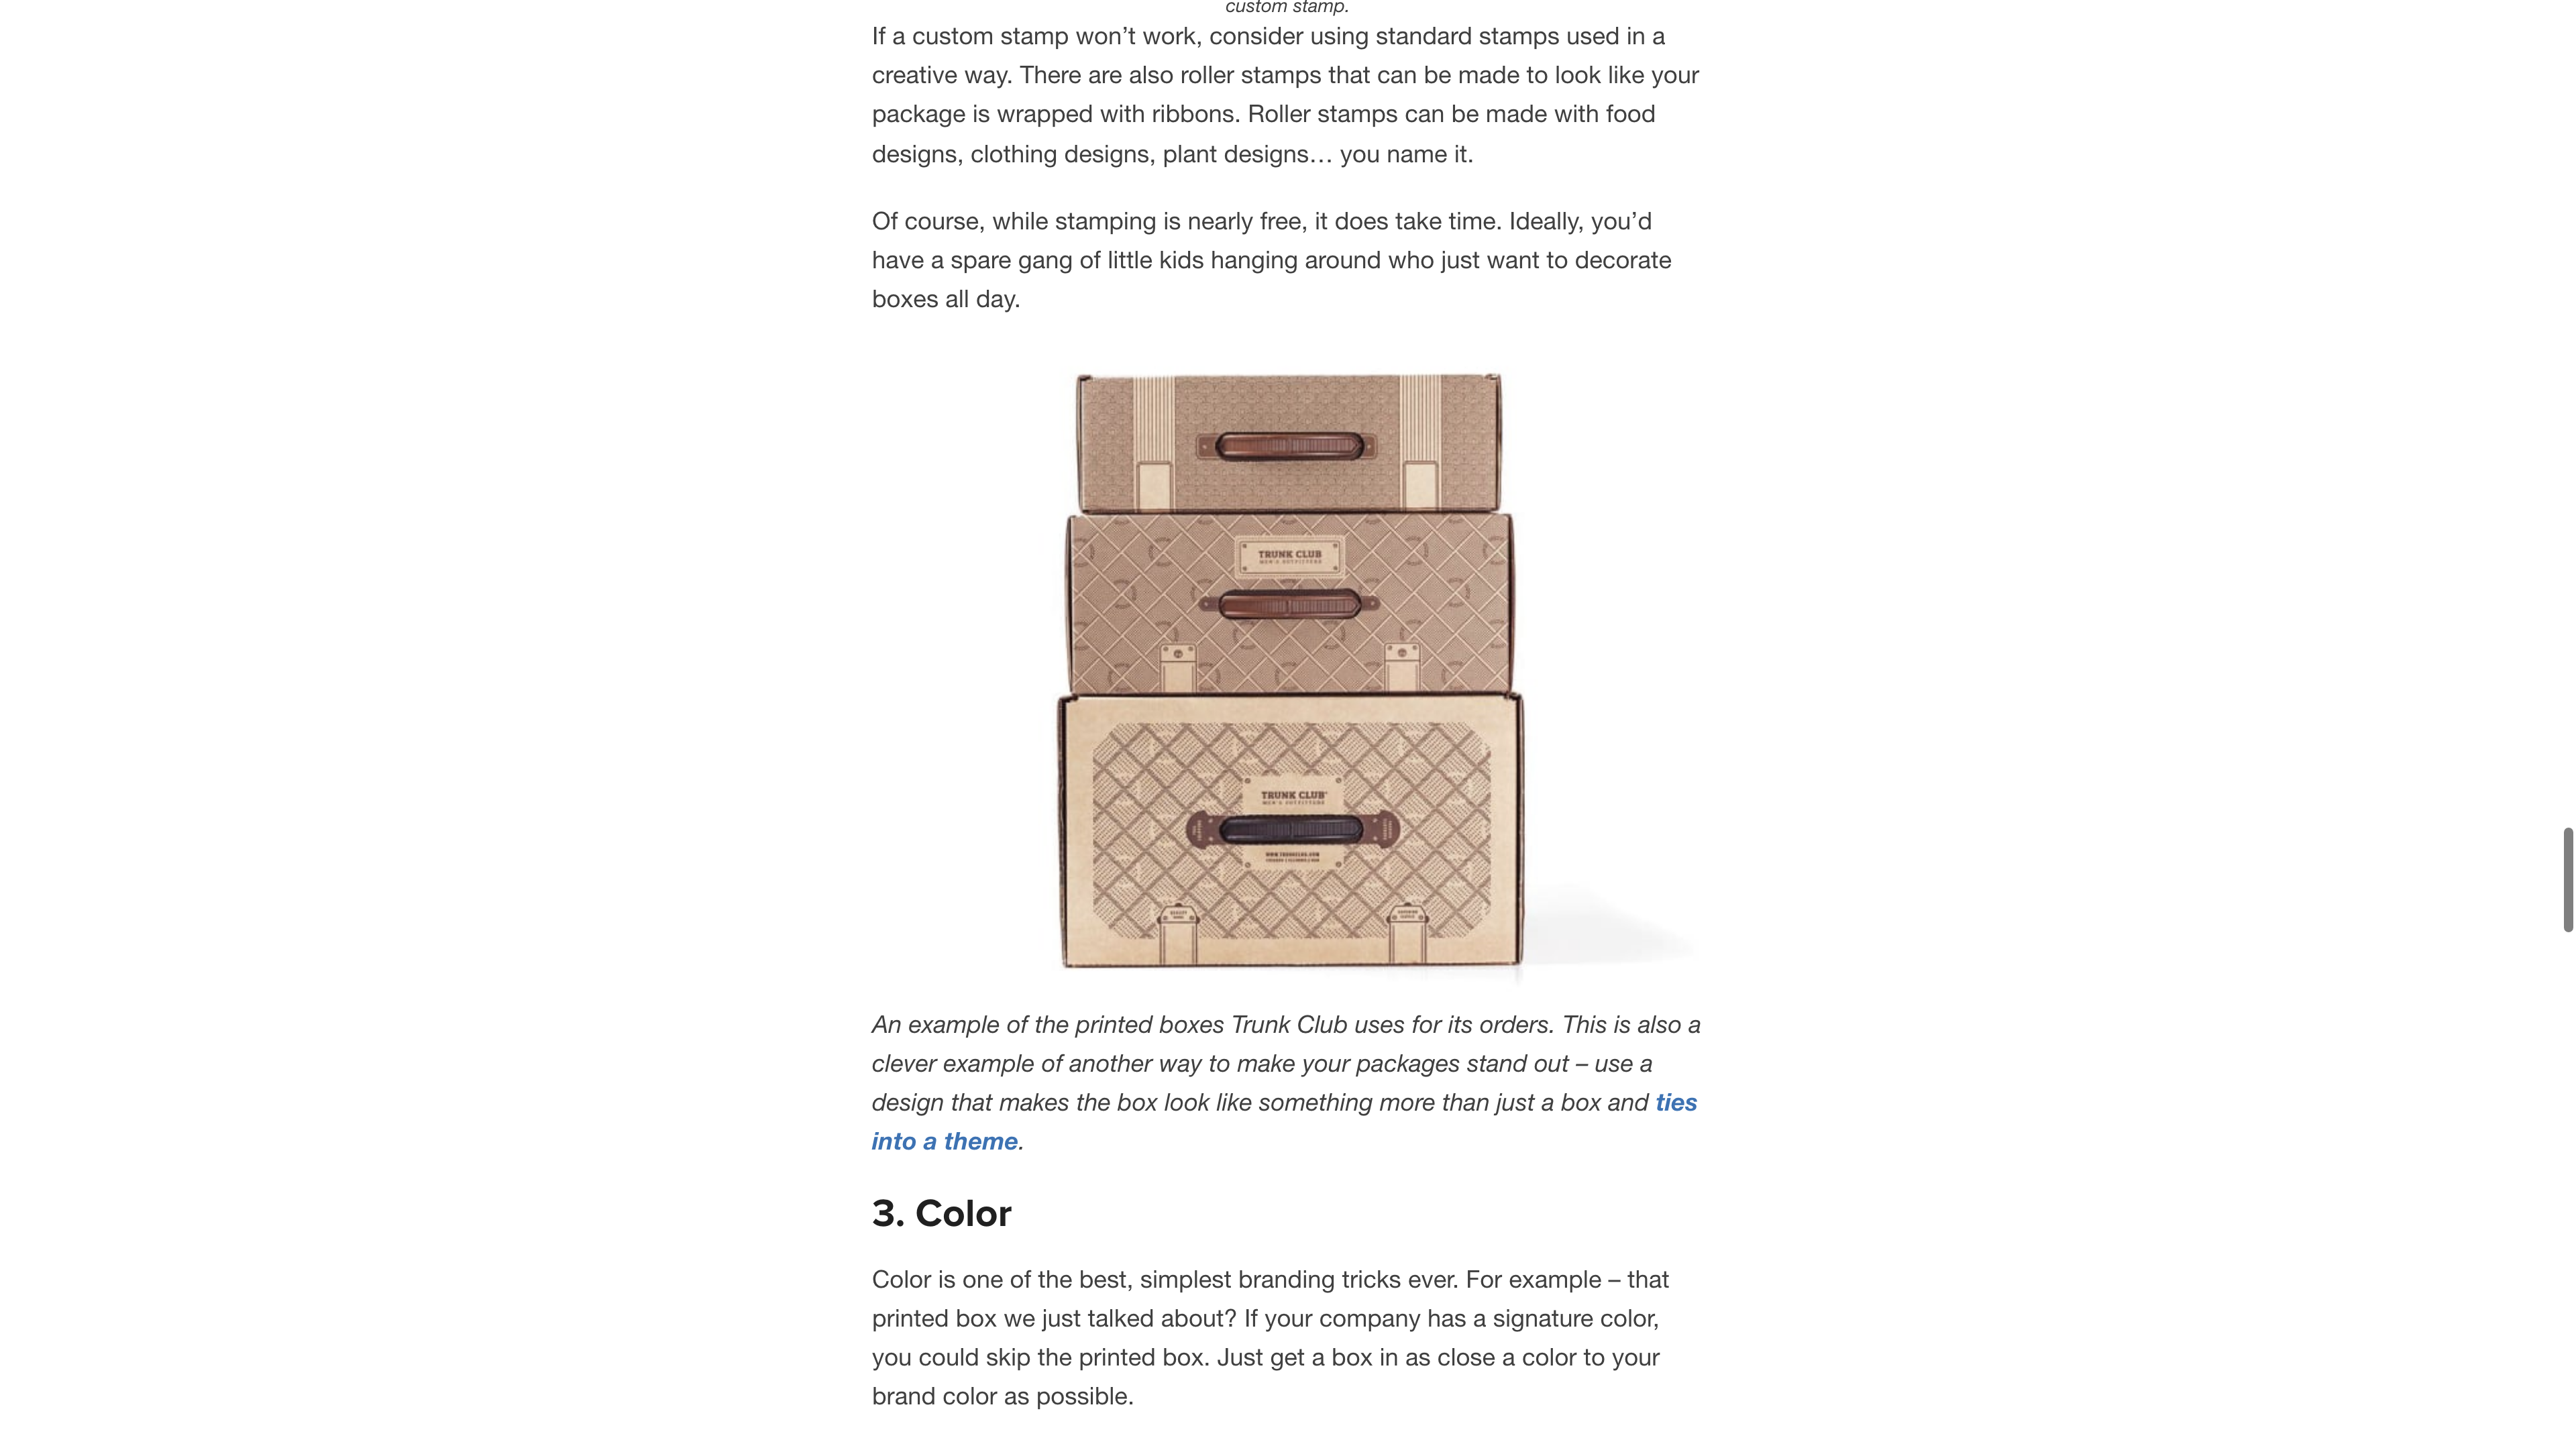 custom stamp.
If a custom stamp won’t work, consider using standard stamps used in a
creative way. There are also roller stamps that can be made to look like your
package is wrapped with ribbons. Roller stamps can be made with food
designs, clothing designs, plant designs… you name it.
Of course, while stamping is nearly free, it does take time. Ideally, you’d
have a spare gang of little kids hanging around who just want to decorate
boxes all day.
TRUNK CLUB
MEN'S OUTFITTERS
TRUNK CLUB
MEN'S OUTFITTERS
WWW.TRUNKCLUB.COM
An example of the printed boxes Trunk Club uses for its orders. This is also a
clever example of another way to make your packages stand out – use a
design that makes the box look like something more than just a box and ties
into a theme.
3. Color
Color is one of the best, simplest branding tricks ever. For example – that
printed box we just talked about? If your company has a signature color,
you could skip the printed box. Just get a box in as close a color to your
brand color as possible.